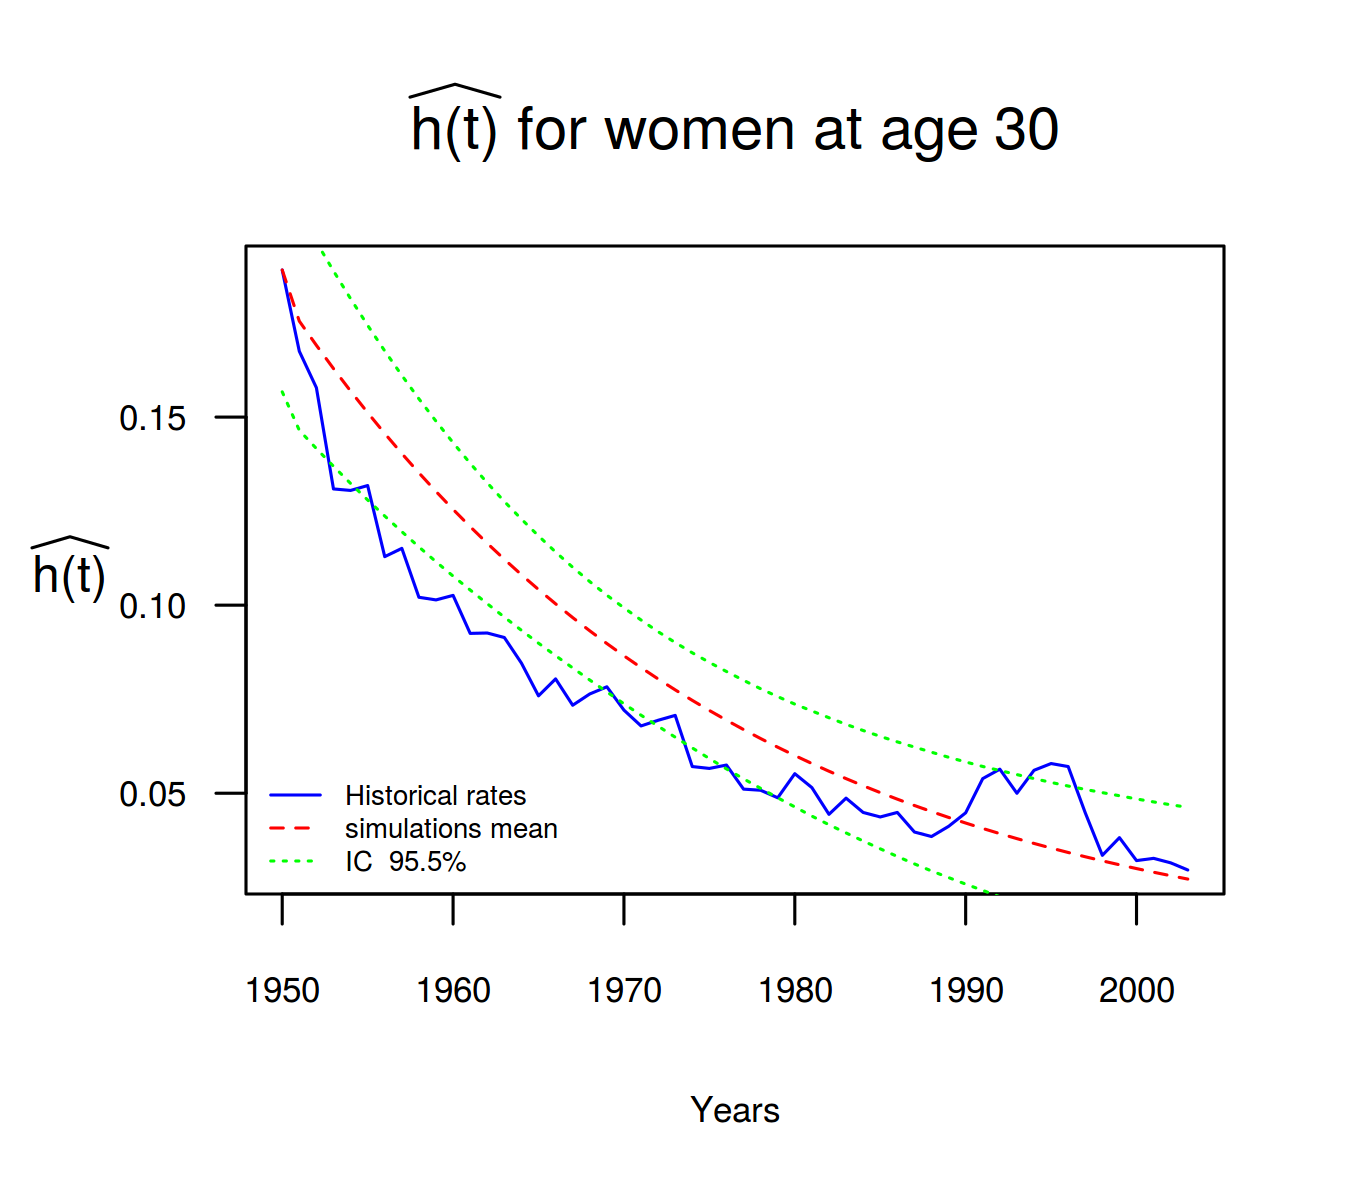 h(t) for women at age 30
0.15
h(t)
0.10
0.05
Historical rates
simulations mean
IC 95.5%
1950 1960 1970 1980 1990 2000
Years